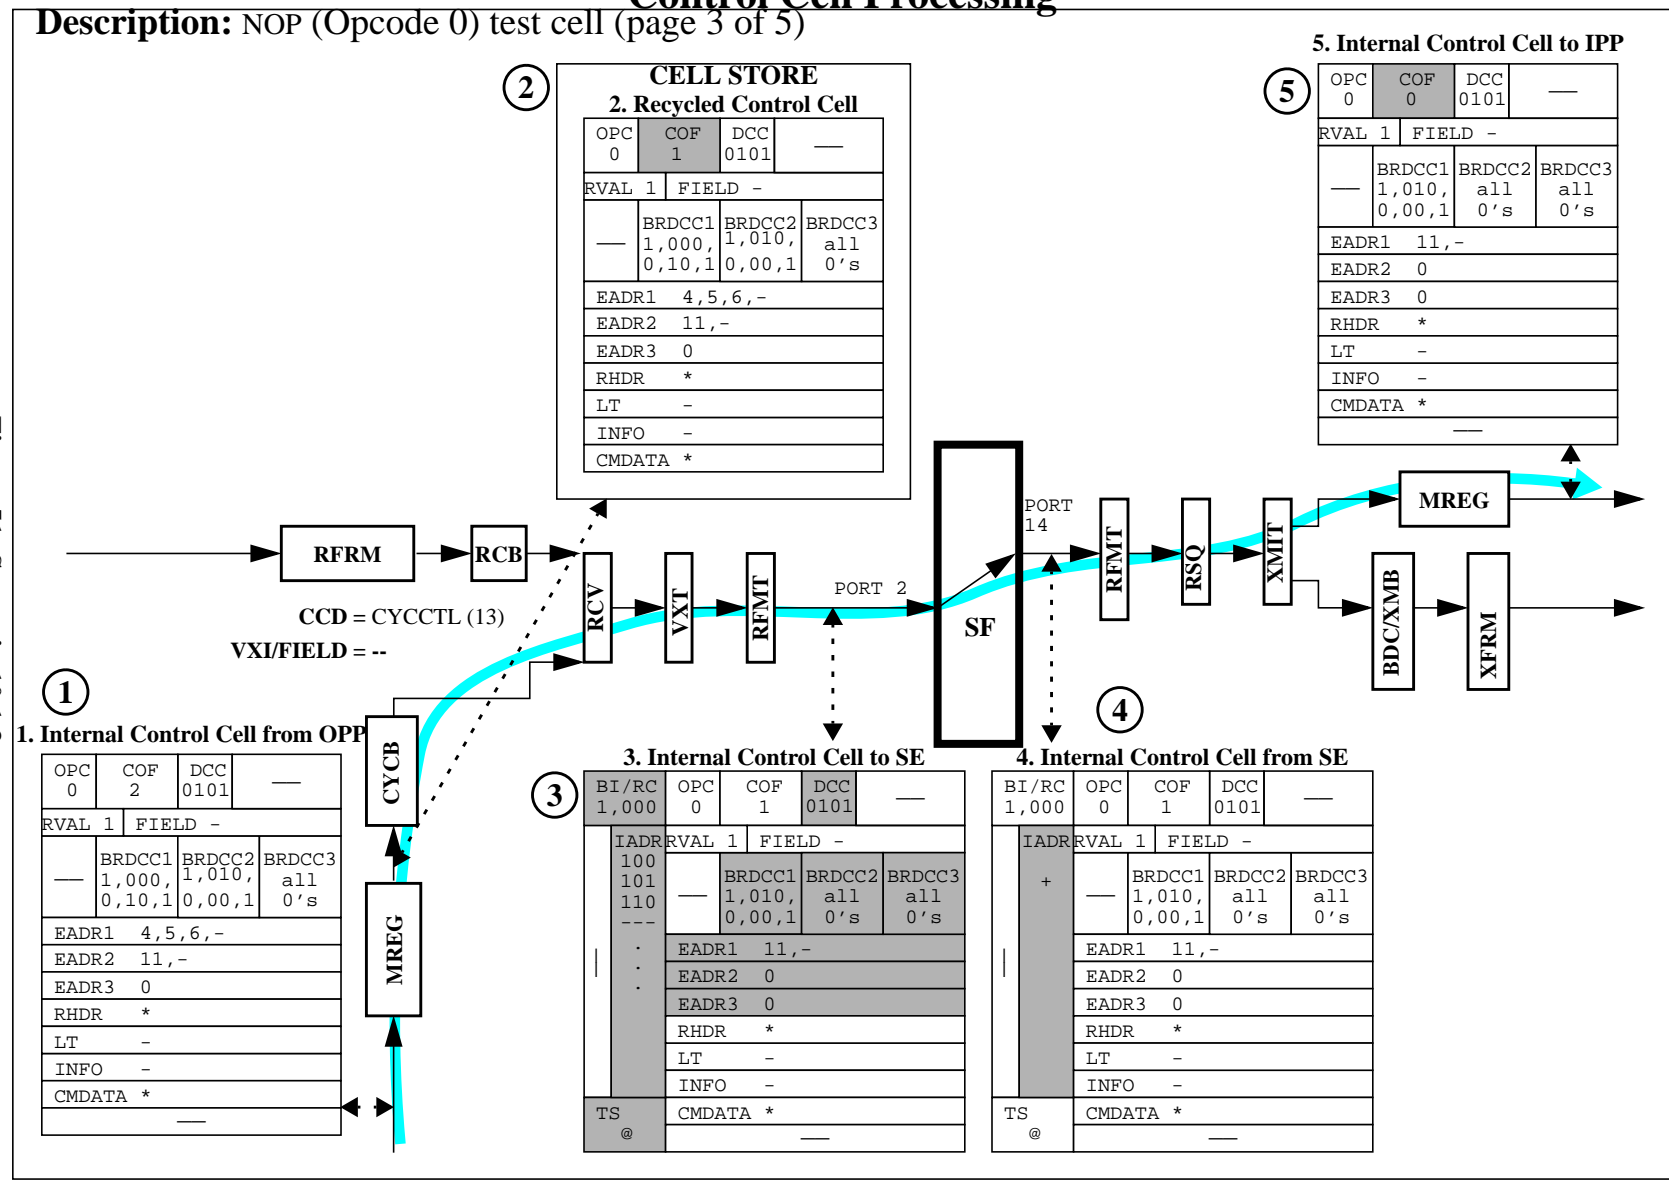 Control Cell Processing
Description: NOP (Opcode 0) test cell (page 3 of 5)
5. Internal Control Cell to IPP
5
OPC COF DCC —
0 0 0101
RVAL 1 FIELD -
BRDCC1 BRDCC2 BRDCC3
— 1,010, all all
0,00,1 0's 0's
EADR1 11,-
EADR2 0
EADR3 0
RHDR *
LT -
INFO -
CMDATA *
—
2
CELL STORE
2. Recycled Control Cell
OPC COF DCC —
0 1 0101
RVAL 1 FIELD -
BRDCC1 BRDCC2 BRDCC3
— 1,000, 1,010, all
0,10,1 0,00,1 0's
EADR1 4,5,6,-
EADR2 11,-
EADR3 0
RHDR *
LT -
INFO -
CMDATA *
RFRM
RCB
RCV
VXT
RFMT
PORT 2
SF
PORT
14
RFMT
RSQ
XMIT
MREG
BDC/XMB
XFRM
CCD = CYCCTL (13)
VXI/FIELD = --
1
1. Internal Control Cell from OPP
CYCB
MREG
OPC COF DCC —
0 2 0101
RVAL 1 FIELD -
BRDCC1 BRDCC2 BRDCC3
— 1,000, 1,010, all
0,10,1 0,00,1 0's
EADR1 4,5,6,-
EADR2 11,-
EADR3 0
RHDR *
LT -
INFO -
CMDATA *
—
3
3. Internal Control Cell to SE
BI/RC OPC COF DCC —
1,000 0 1 0101
IADR RVAL 1 FIELD -
100
101
110
---
.
.
.
BRDCC1 BRDCC2 BRDCC3
— 1,010, all all
0,00,1 0's 0's
EADR1 11,-
EADR2 0
EADR3 0
RHDR *
LT -
INFO -
TS CMDATA *
@ —
4
4. Internal Control Cell from SE
BI/RC OPC COF DCC —
1,000 0 1 0101
IADR RVAL 1 FIELD -
+
BRDCC1 BRDCC2 BRDCC3
— 1,010, all all
0,00,1 0's 0's
EADR1 11,-
EADR2 0
EADR3 0
RHDR *
LT -
INFO -
TS CMDATA *
@ —